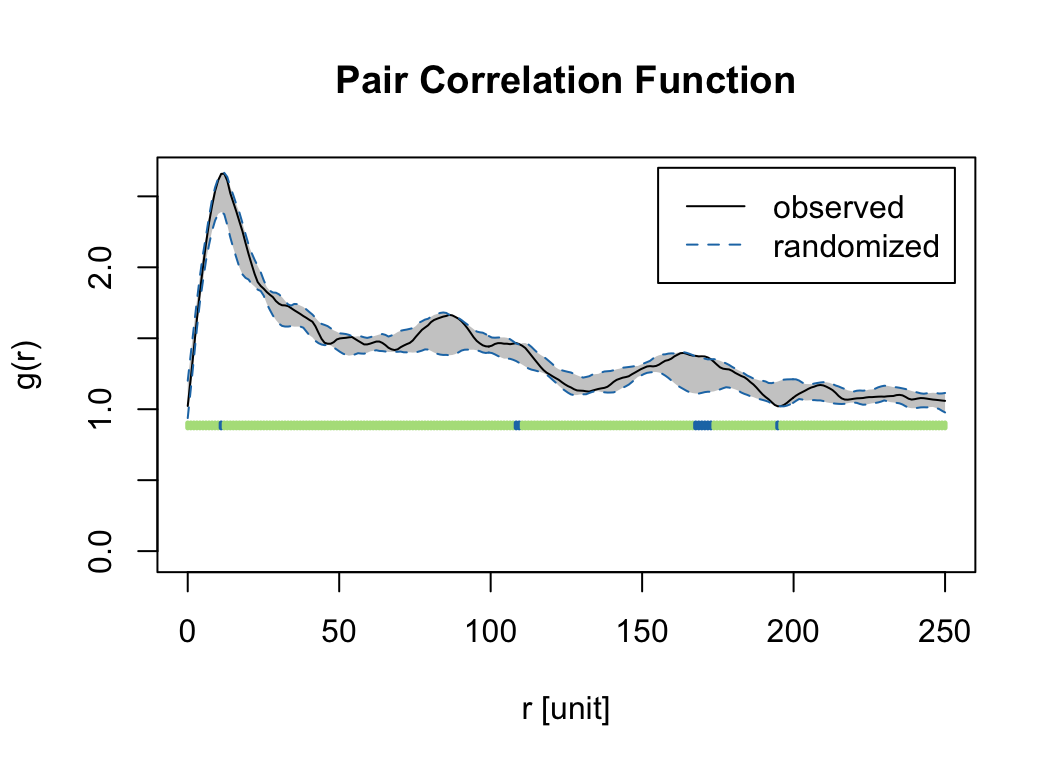 Pair Correlation Function
observed
randomized
g(r)
2.0
1.0
0.0
0 50 100 150 200 250
r [unit]